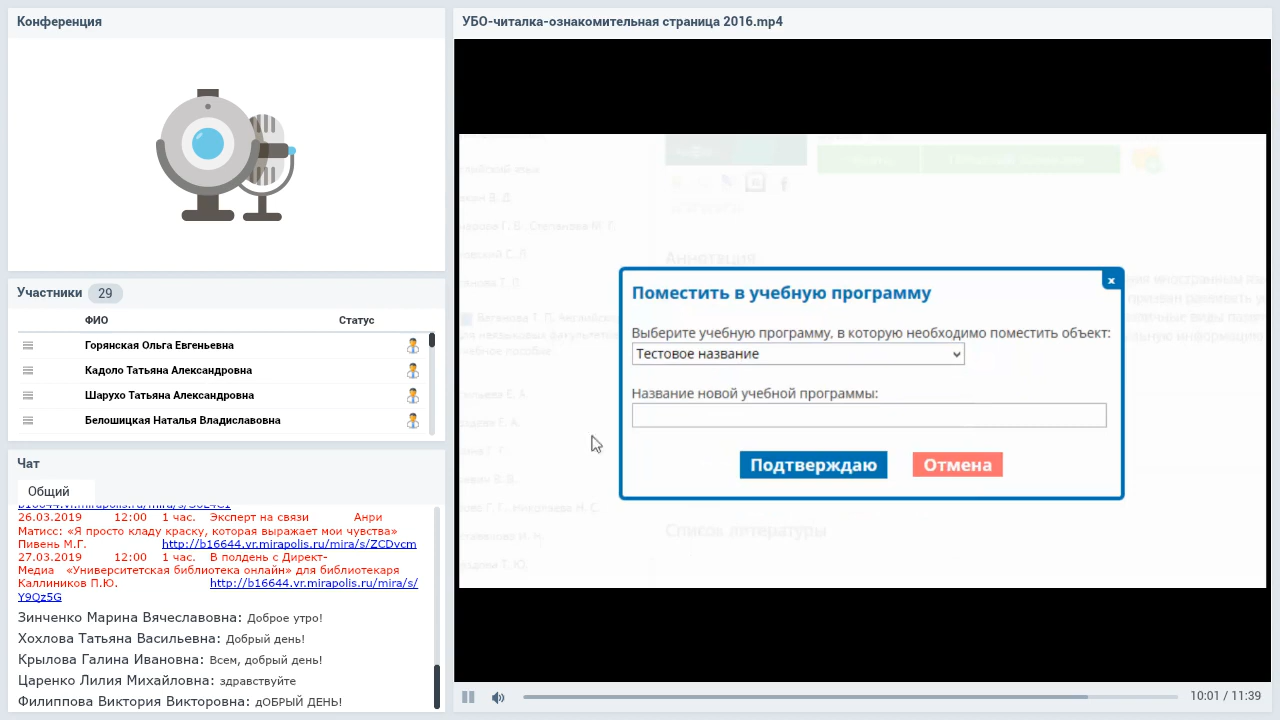 Конференция
Участники 29
ФИО Статус
Горянская Ольга Евгеньевна
Кадоло Татьяна Александровна
Шарухо Татьяна Александровна
Белошицкая Наталья Владиславовна
Чат
Общий
26.03.2019 12:00 1 час. Эксперт на связи Анри
Матисс: «Я просто кладу краску, которая выражает мои чувства»
Пивень М.Г. http://b16644.vr.mirapolis.ru/mira/s/ZCDvcm
27.03.2019 12:00 1 час. В полдень с Директ-
Медиа «Университетская библиотека онлайн» для библиотекаря
Каллиников П.Ю. http://b16644.vr.mirapolis.ru/mira/s/
Y9Qz5G
Зинченко Марина Вячеславовна: Доброе утро!
Хохлова Татьяна Васильевна: Добрый день!
Крылова Галина Ивановна: Всем, добрый день!
Царенко Лилия Михайловна: здравствуйте
Филиппова Виктория Викторовна: дОБРЫЙ ДЕНЬ!
УБО-читалка-ознакомительная страница 2016.mp4
Аннотация
Поместить в учебную программу
x
Выберите учебную программу, в которую необходимо поместить объект:
Тестовое название
Название новой учебной программы:
Подтверждаю Отмена
Список литературы
10:01 / 11:39